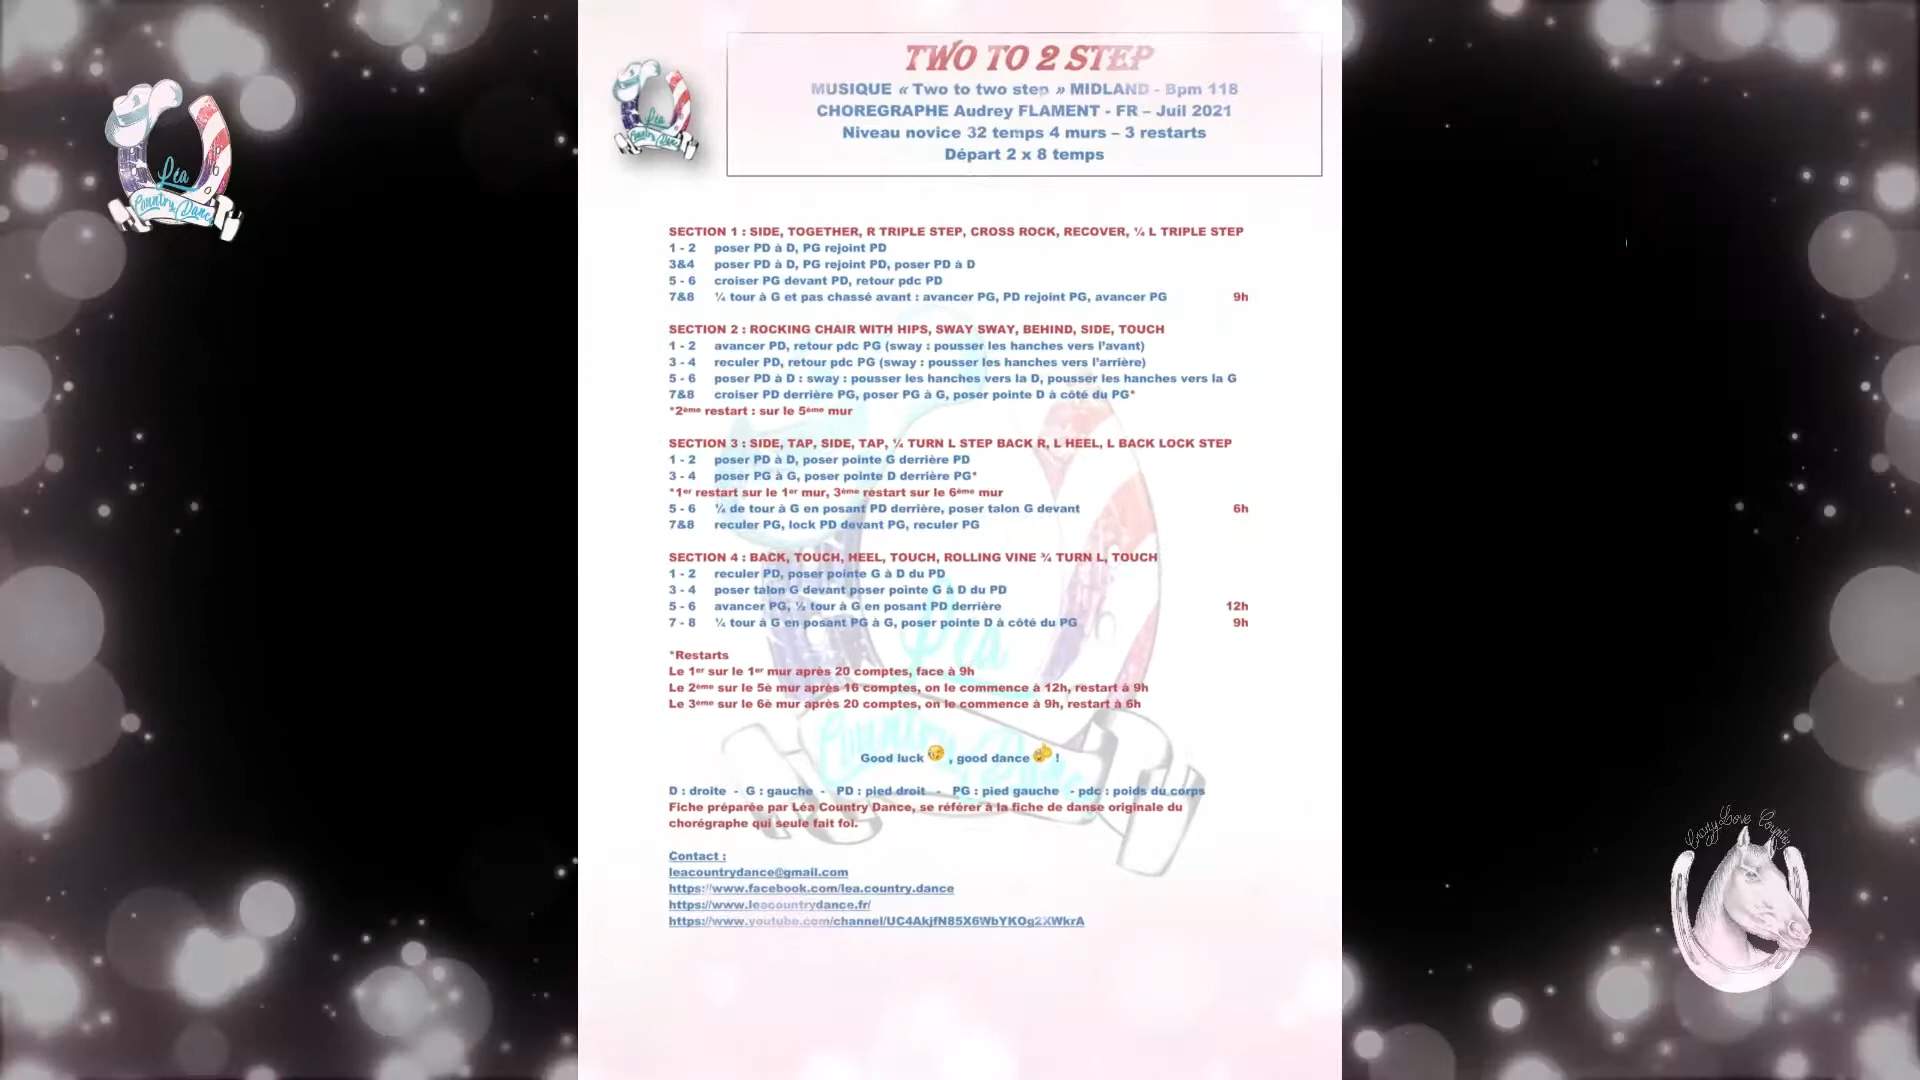 TWO TO 2 STEP
MUSIQUE « Two to two step » MIDLAND - Bpm 118
CHOREGRAPHE Audrey FLAMENT - FR – Juil 2021
Niveau novice 32 temps 4 murs – 3 restarts
Départ 2 x 8 temps
Léa
Country Dance
Léa
Country Dance
SECTION 1 : SIDE, TOGETHER, R TRIPLE STEP, CROSS ROCK, RECOVER, ¼ L TRIPLE STEP
1 - 2 poser PD à D, PG rejoint PD
3&4 poser PD à D, PG rejoint PD, poser PD à D
5 - 6 croiser PG devant PD, retour pdc PD
7&8 ¼ tour à G et pas chassé avant : avancer PG, PD rejoint PG, avancer PG 9h
SECTION 2 : ROCKING CHAIR WITH HIPS, SWAY SWAY, BEHIND, SIDE, TOUCH
1 - 2 avancer PD, retour pdc PG (sway : pousser les hanches vers l'avant)
3 - 4 reculer PD, retour pdc PG (sway : pousser les hanches vers l'arrière)
5 - 6 poser PD à D : sway : pousser les hanches vers la D, pousser les hanches vers la G
7&8 croiser PD derrière PG, poser PG à G, poser pointe D à côté du PG*
*2ème restart : sur le 5ème mur
SECTION 3 : SIDE, TAP, SIDE, TAP, ¼ TURN L STEP BACK R, L HEEL, L BACK LOCK STEP
1 - 2 poser PD à D, poser pointe G derrière PD
3 - 4 poser PG à G, poser pointe D derrière PG*
*1er restart sur le 1er mur, 3ème restart sur le 6ème mur
5 - 6 ¼ de tour à G en posant PD derrière, poser talon G devant 6h
7&8 reculer PG, lock PD devant PG, reculer PG
SECTION 4 : BACK, TOUCH, HEEL, TOUCH, ROLLING VINE ¾ TURN L, TOUCH
1 - 2 reculer PD, poser pointe G à D du PD
3 - 4 poser talon G devant poser pointe G à D du PD
5 - 6 avancer PG, ½ tour à G en posant PD derrière 12h
7 - 8 ¼ tour à G en posant PG à G, poser pointe D à côté du PG 9h
*Restarts
Le 1er sur le 1er mur après 20 comptes, face à 9h
Le 2ème sur le 5è mur après 16 comptes, on le commence à 12h, restart à 9h
Le 3ème sur le 6è mur après 20 comptes, on le commence à 9h, restart à 6h
Good luck , good dance !
D : droite - G : gauche - PD : pied droit - PG : pied gauche - pdc : poids du corps
Fiche préparée par Léa Country Dance, se référer à la fiche de danse originale du
chorégraphe qui seule fait foi.
Contact :
leacountrydance@gmail.com
https://www.facebook.com/lea.country.dance
https://www.leacountrydance.fr/
https://www.youtube.com/channel/UC4AkjfN85X6WbYKOg2XWkrA
Léa
Country Dance
CrazyLove Country